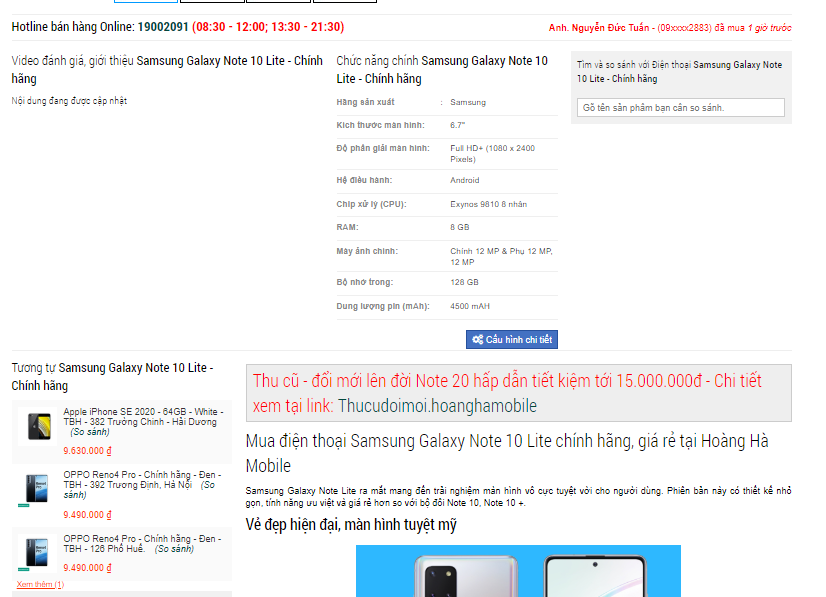 Hotline bán hàng Online: 19002091 (08:30 - 12:00; 13:30 - 21:30)
Anh. Nguyễn Đức Tuấn - (09xxxx2883) đã mua 1 giờ trước
Video đánh giá, giới thiệu Samsung Galaxy Note 10 Lite - Chính
hãng
Nội dung đang được cập nhật
Chức năng chính Samsung Galaxy Note 10
Lite - Chính hãng
Hãng sản xuất : Samsung
Kích thước màn hình: 6.7"
Độ phân giải màn hình: Full HD+ (1080 x 2400
Pixels)
Hệ điều hành: Android
Chip xử lý (CPU): Exynos 9810 8 nhân
RAM: 8 GB
Máy ảnh chính: Chính 12 MP & Phụ 12 MP,
12 MP
Bộ nhớ trong: 128 GB
Dung lượng pin (mAh): 4500 mAH
Cấu hình chi tiết
Tìm và so sánh với Điện thoại Samsung Galaxy Note
10 Lite - Chính hãng
Gõ tên sản phẩm bạn cần so sánh.
Tương tự Samsung Galaxy Note 10 Lite -
Chính hãng
Apple iPhone SE 2020 - 64GB - White -
TBH - 382 Trường Chinh - Hải Dương
(So sánh)
9.630.000 ₫
OPPO Reno4 Pro - Chính hãng - Đen -
TBH - 392 Trương Định, Hà Nội (So
sánh)
9.490.000 ₫
OPPO Reno4 Pro - Chính hãng - Đen -
TBH - 126 Phố Huế. (So sánh)
9.490.000 ₫
Xem thêm (1)
Thu cũ - đổi mới lên đời Note 20 hấp dẫn tiết kiệm tới 15.000.000đ - Chi tiết
xem tại link: Thucudoimoi.hoanghamobile
Mua điện thoại Samsung Galaxy Note 10 Lite chính hãng, giá rẻ tại Hoàng Hà
Mobile
Samsung Galaxy Note Lite ra mắt mang đến trải nghiệm màn hình vô cực tuyệt vời cho người dùng. Phiên bản này có thiết kế nhỏ
gọn, tính năng ưu việt và giá rẻ hơn so với bộ đôi Note 10, Note 10 +.
Vẻ đẹp hiện đại, màn hình tuyệt mỹ